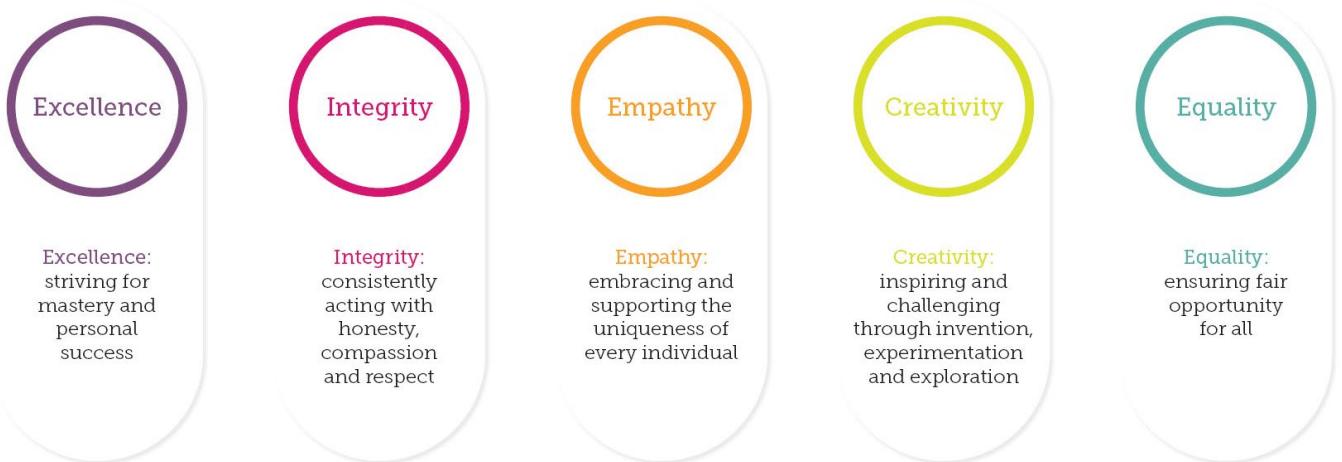 Excellence
Integrity
Empathy
Creativity
Equality
Excellence:
striving for
mastery and
personal
success
Integrity:
consistently
acting with
honesty,
compassion
and respect
Empathy:
embracing and
supporting the
uniqueness of
every individual
Creativity:
inspiring and
challenging
through invention,
experimentation
and exploration
Equality:
ensuring fair
opportunity
for all